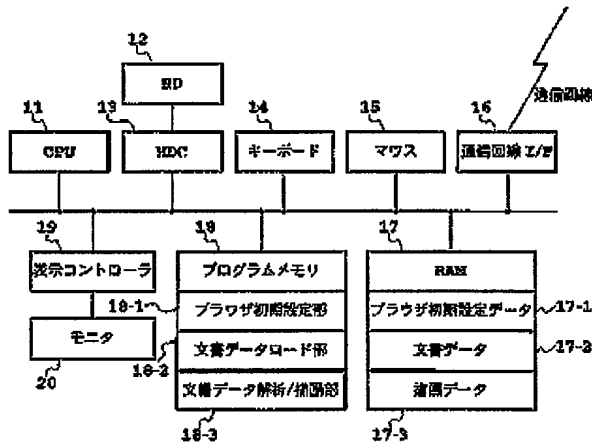 12
HD
通信回線
11
13
14
15
16
CPU
HDC
キーボード
マウス
通信回線 I/F
19
18
17
表示コントローラ
プログラムメモリ
RAM
18-1
ブラウザ初期設定部
ブラウザ初期設定データ
17-1
モニタ
文書データロード部
文書データ
17-2
20
18-2
文書データ解析/描画部
描画データ
18-3
17-3